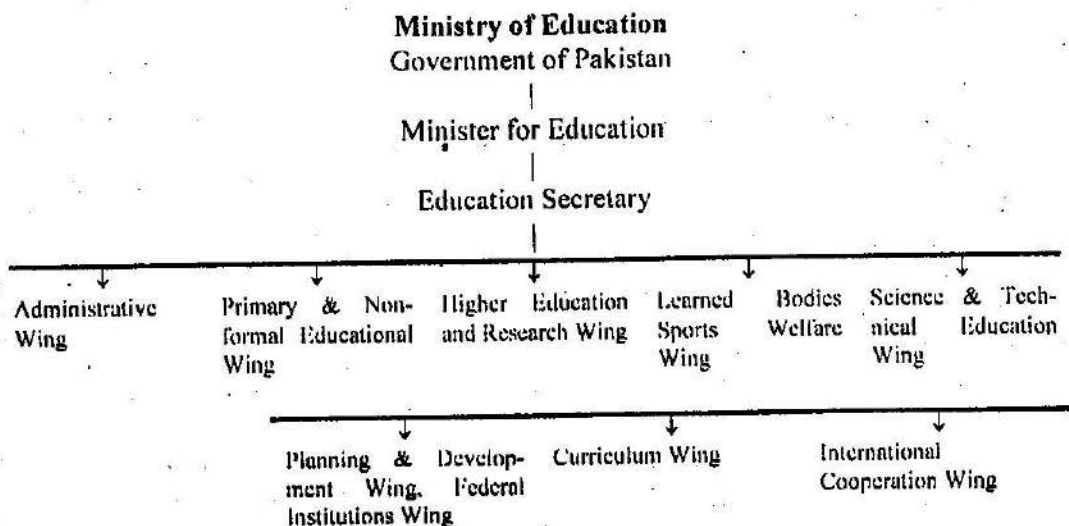 Ministry of Education
Government of Pakistan
Minister for Education
Education Secretary
Administrative
Wing
Primary & Non-
formal Educational
Wing
Higher Education
and Research Wing
Learned Bodies
Sports Welfare
Wing
Science & Tech-
nical Education
Wing
Planning & Develop-
ment Wing, Federal
Institutions Wing
Curriculum Wing
International
Cooperation Wing